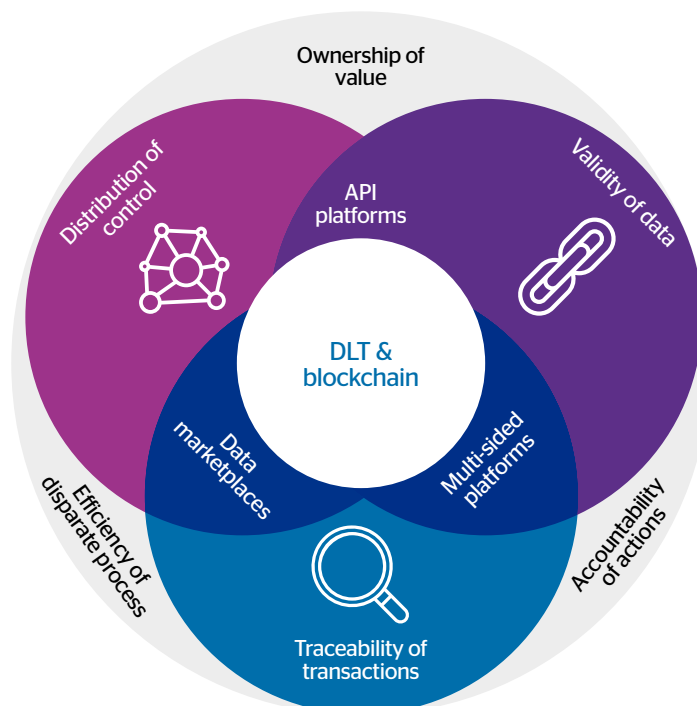 Ownership of
value
Distribution of
control
API
platforms
Validity of data
DLT &
blockchain
Data
marketplaces
Multi-sided
platforms
Efficiency of
disparate process
Accountability
of actions
Traceability of
transactions